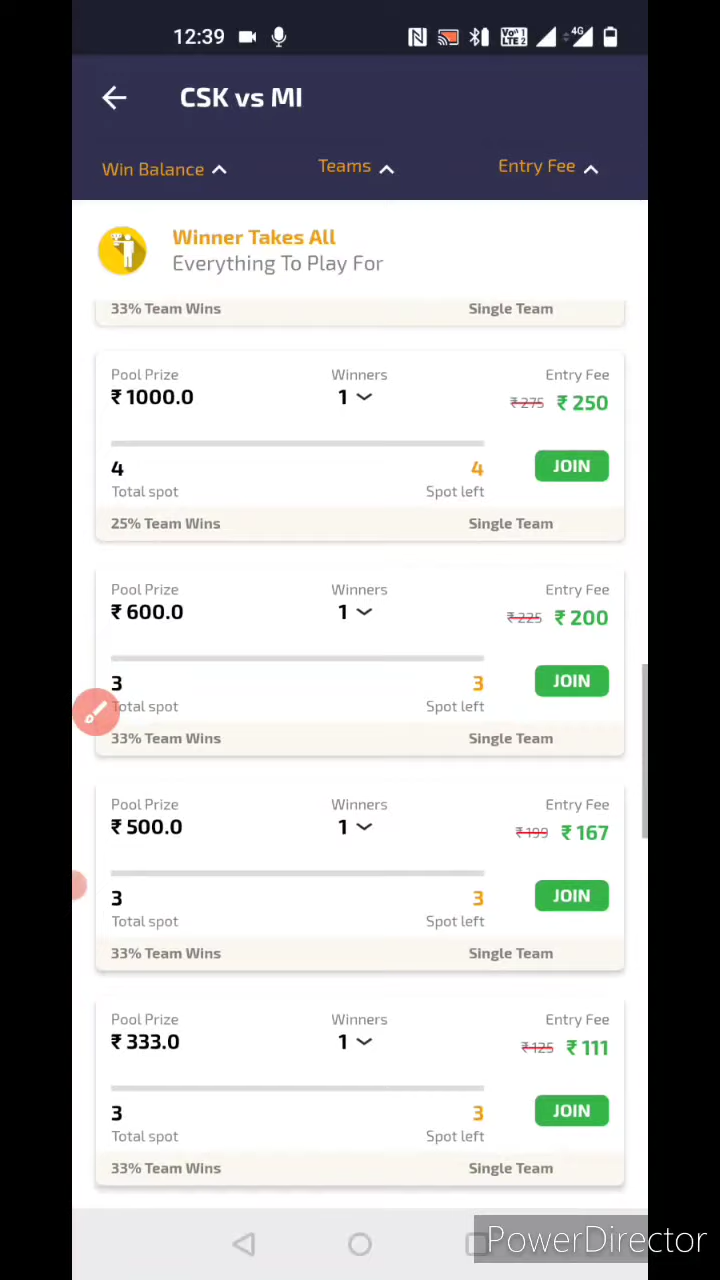 12:39
Vo» 1 LTE 2
4G
CSK vs MI
Win Balance Teams Entry Fee
Winner Takes All
Everything To Play For
33% Team Wins Single Team
Pool Prize Winners Entry Fee
₹ 1000.0 1 ₹ 275 ₹ 250
4 4 JOIN
Total spot Spot left
25% Team Wins Single Team
Pool Prize Winners Entry Fee
₹ 600.0 1 ₹ 225 ₹ 200
3 3 JOIN
Total spot Spot left
33% Team Wins Single Team
Pool Prize Winners Entry Fee
₹ 500.0 1 ₹ 199 ₹ 167
3 3 JOIN
Total spot Spot left
33% Team Wins Single Team
Pool Prize Winners Entry Fee
₹ 333.0 1 ₹ 125 ₹ 111
3 3 JOIN
Total spot Spot left
33% Team Wins Single Team
PowerDirector